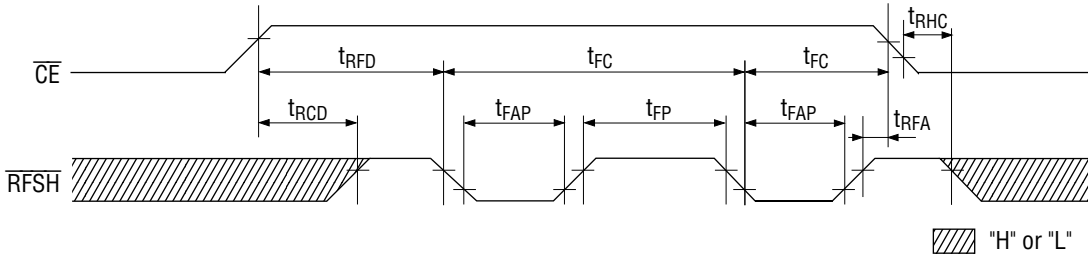 tRHC
CE
tRFD
tFC
tFC
tRCD
tFAP
tFP
tFAP
tRFA
RFSH
"H" or "L"